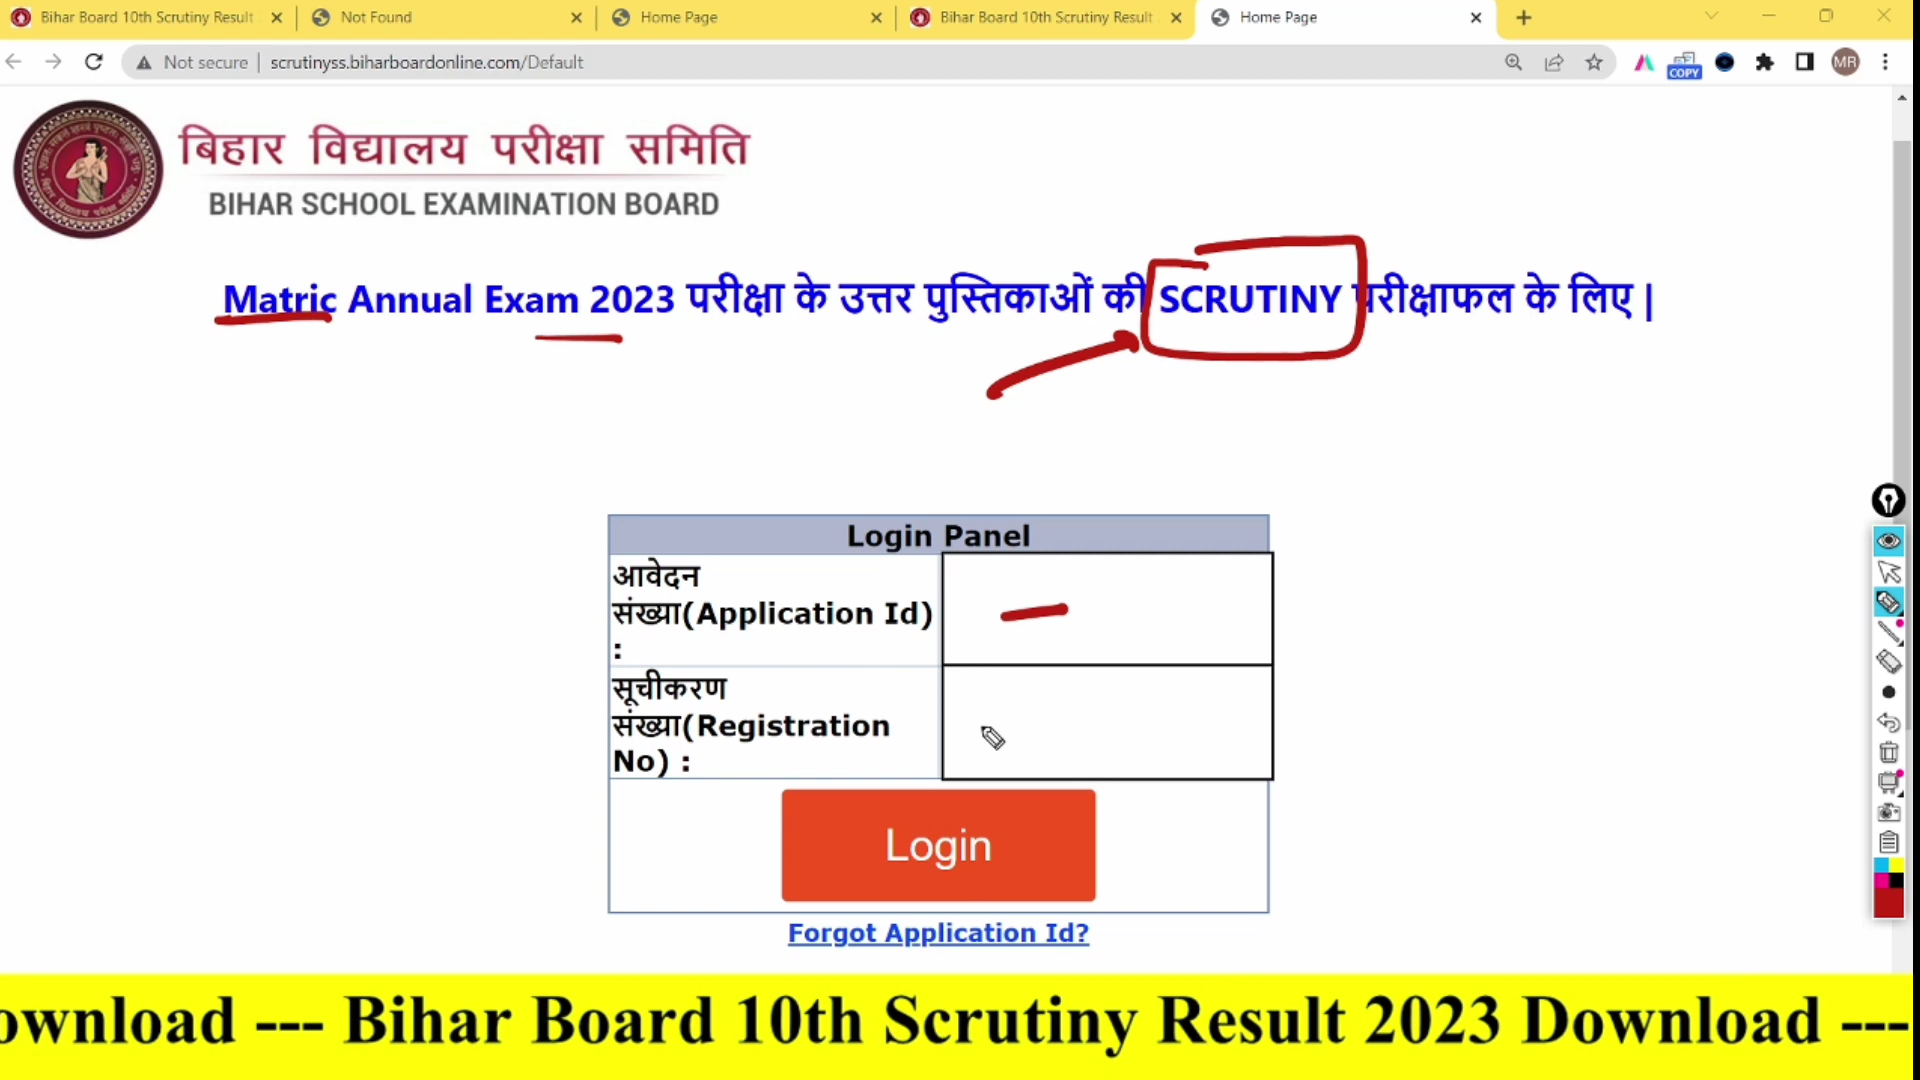 Bihar Board 10th Scrutiny Result
Not Found
Home Page
Bihar Board 10th Scrutiny Result
Home Page
Not secure
scrutinyss.biharboardonline.com/Default
COPY
MR
बिहार विद्यालय परीक्षा समिति
BIHAR SCHOOL EXAMINATION BOARD
Matric Annual Exam 2023 परीक्षा के उत्तर पुस्तिकाओं की SCRUTINY परीक्षाफल के लिए |
Login Panel
आवेदन
संख्या(Application Id)
:
सूचीकरण
संख्या(Registration
No) :
Login
Forgot Application Id?
ownload --- Bihar Board 10th Scrutiny Result 2023 Download ---